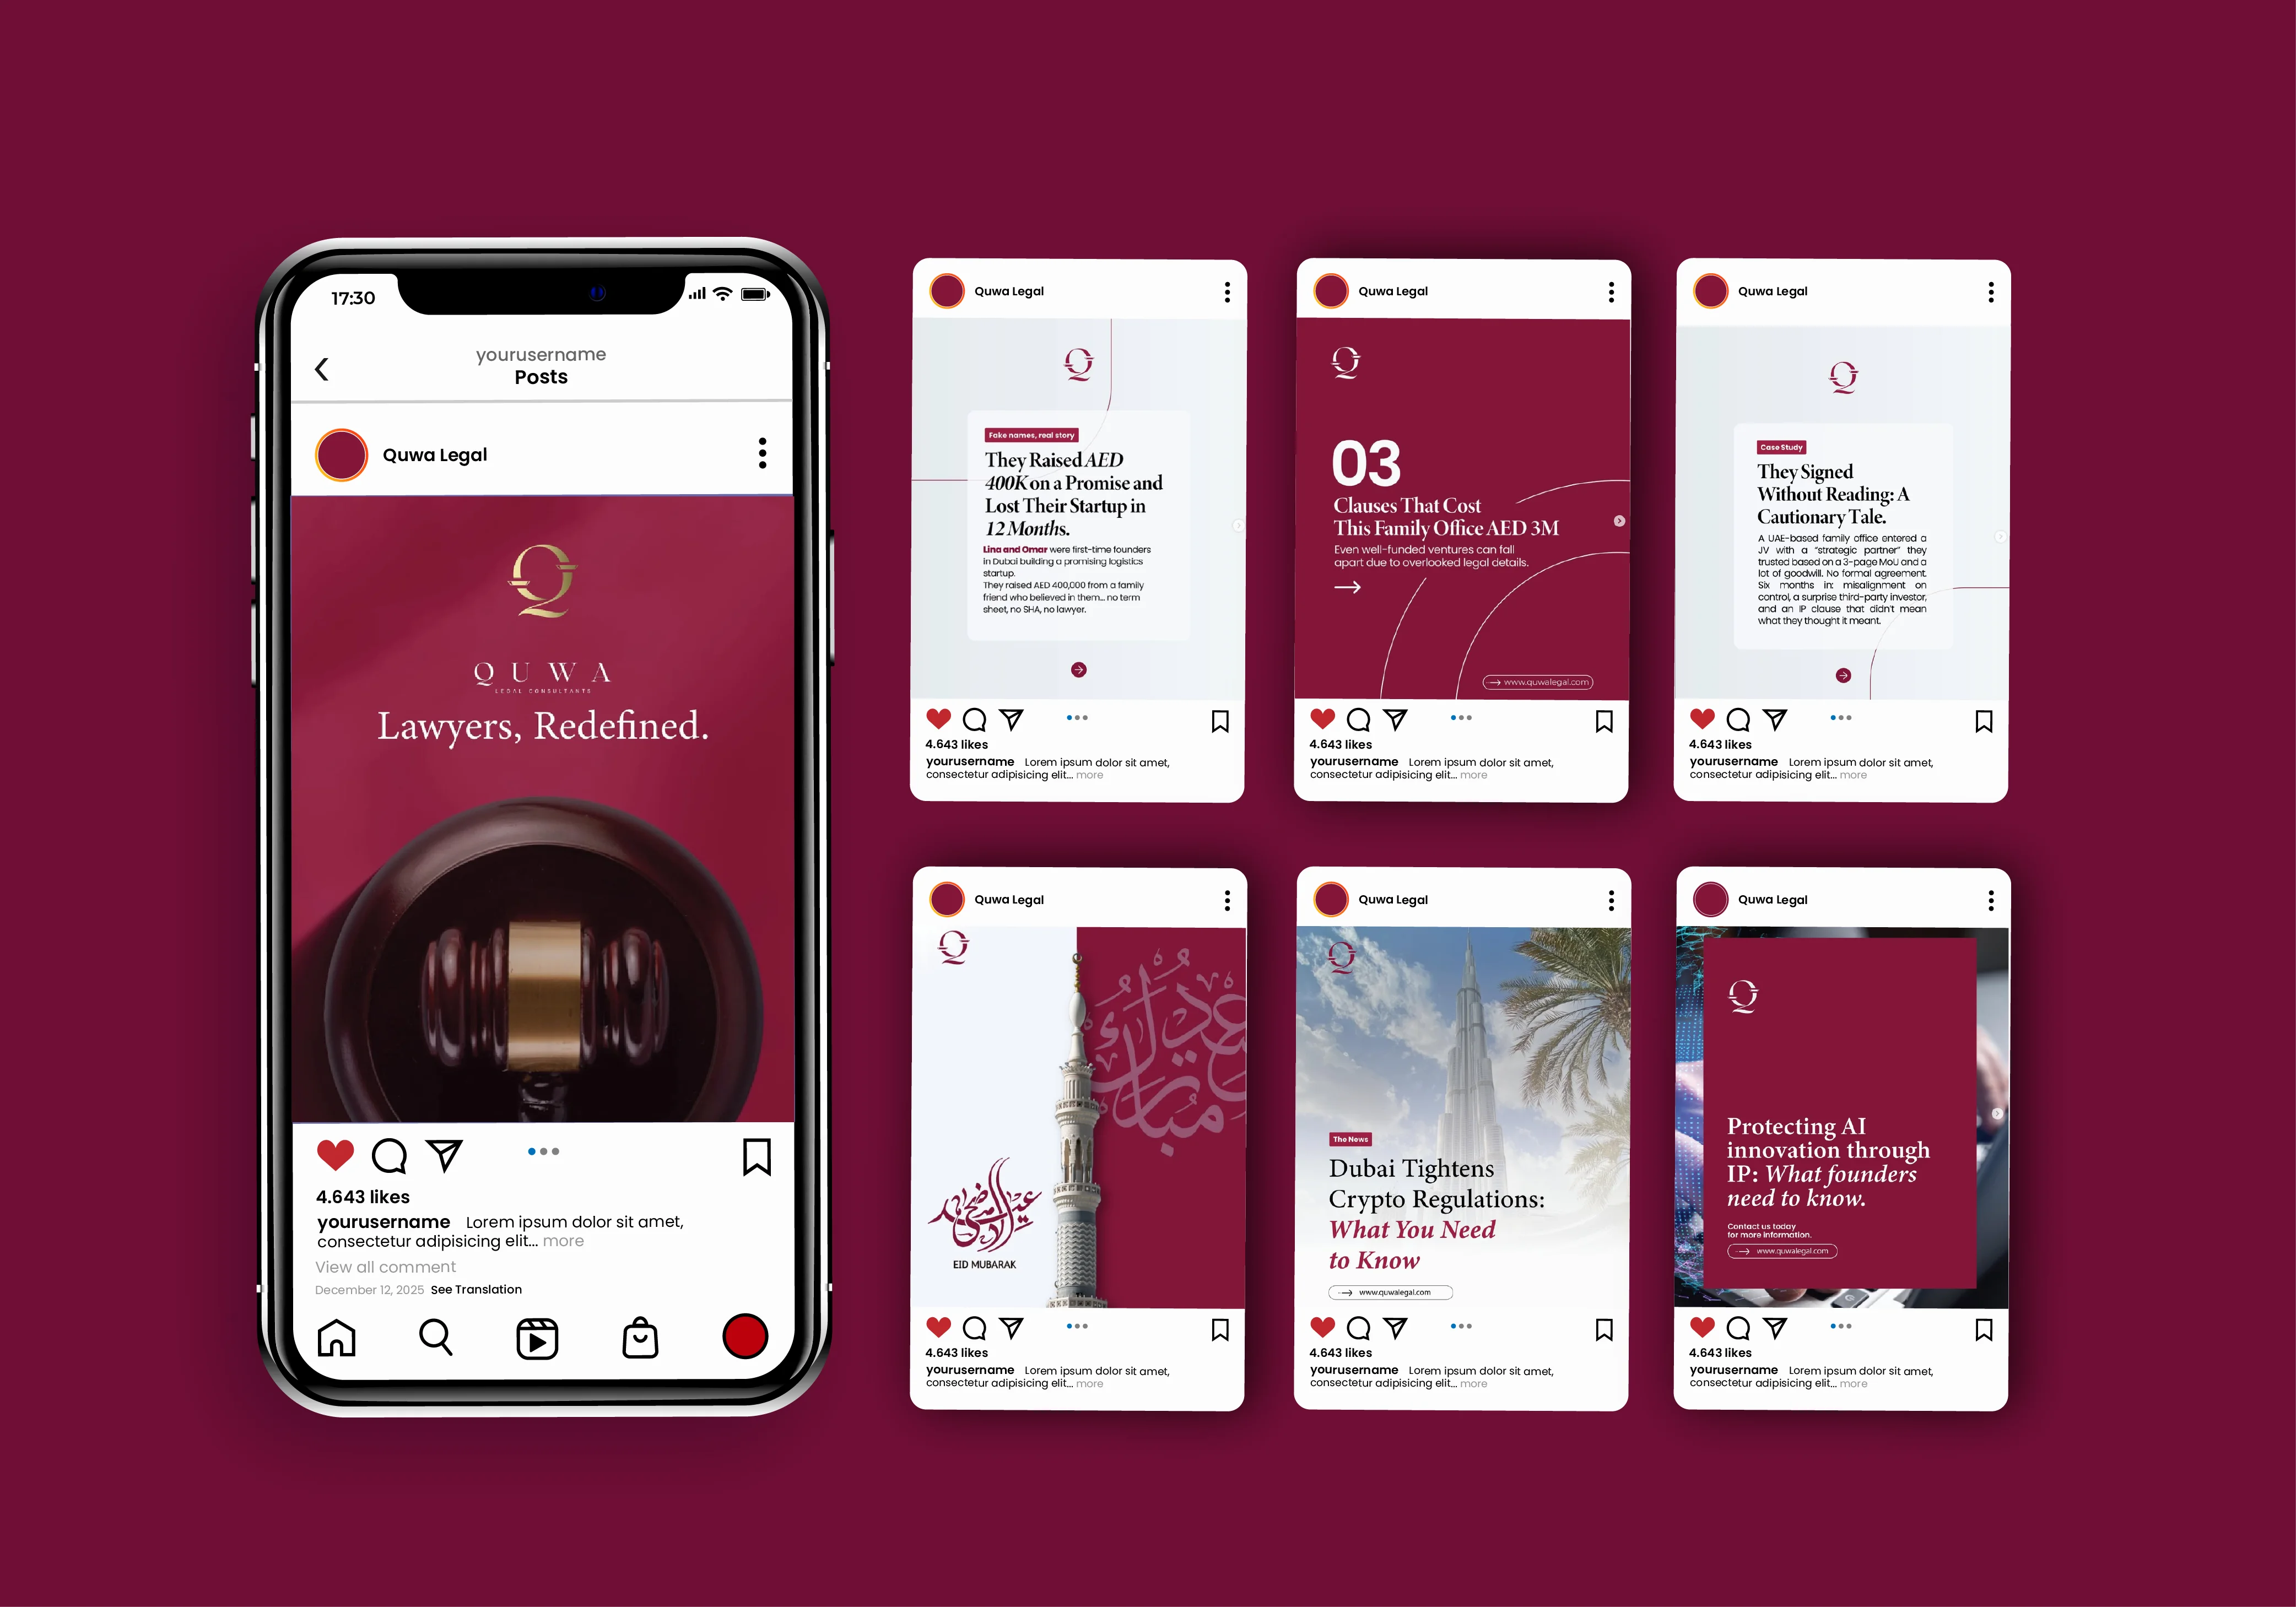 17:30
yourusername
Posts
Quwa Legal
QUWA
LEGAL CONSULTANTS
Lawyers, Redefined.
4.643 likes
yourusername Lorem ipsum dolor sit amet,
consectetur adipisicing elit... more
View all comment
December 12, 2025 See Translation
Quwa Legal
Fake names, real story
They Raised AED
400K on a Promise and
Lost Their Startup in
12 Months.
Lina and Omar were first-time founders
in Dubai building a promising logistics
startup.
They raised AED 400,000 from a family
friend who believed in them... no term
sheet, no SHA, no lawyer.
4.643 likes
yourusername Lorem ipsum dolor sit amet,
consectetur adipisicing elit... more
Quwa Legal
03
Clauses That Cost
This Family Office AED 3M
Even well-funded ventures can fall
apart due to overlooked legal details.
www.quwalegal.com
4.643 likes
yourusername Lorem ipsum dolor sit amet,
consectetur adipisicing elit... more
Quwa Legal
Case Study
They Signed
Without Reading: A
Cautionary Tale.
A UAE-based family office entered a
JV with a "strategic partner" they
trusted based on a 3-page MoU and a
lot of goodwill. No formal agreement.
Six months in: misalignment on
control, a surprise third-party investor,
and an IP clause that didn't mean
what they thought it meant.
4.643 likes
yourusername Lorem ipsum dolor sit amet,
consectetur adipisicing elit... more
Quwa Legal
عيد
مبارك
عيد الأضحى
EID MUBARAK
4.643 likes
yourusername Lorem ipsum dolor sit amet,
consectetur adipisicing elit... more
Quwa Legal
The News
Dubai Tightens
Crypto Regulations:
What You Need
to Know
www.quwalegal.com
4.643 likes
yourusername Lorem ipsum dolor sit amet,
consectetur adipisicing elit... more
Quwa Legal
Protecting AI
innovation through
IP: What founders
need to know.
Contact us today
for more information.
www.quwalegal.com
4.643 likes
yourusername Lorem ipsum dolor sit amet,
consectetur adipisicing elit... more